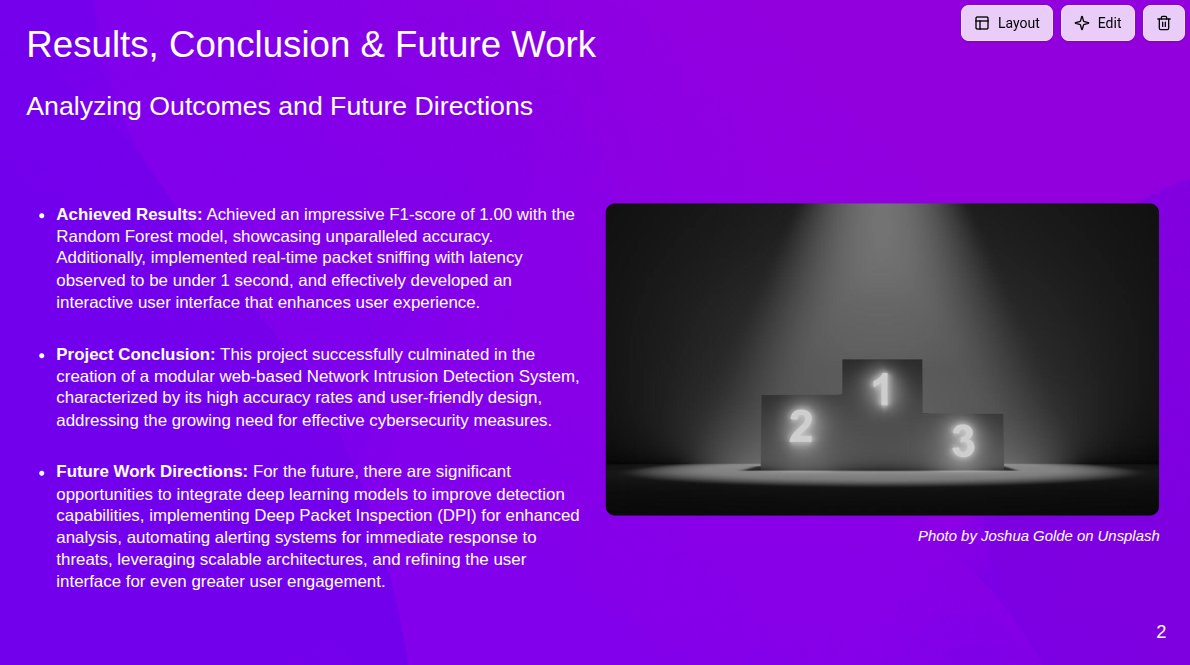 Results, Conclusion & Future Work
Layout
Edit
Analyzing Outcomes and Future Directions
• Achieved Results: Achieved an impressive F1-score of 1.00 with the
Random Forest model, showcasing unparalleled accuracy.
Additionally, implemented real-time packet sniffing with latency
observed to be under 1 second, and effectively developed an
interactive user interface that enhances user experience.
• Project Conclusion: This project successfully culminated in the
creation of a modular web-based Network Intrusion Detection System,
characterized by its high accuracy rates and user-friendly design,
addressing the growing need for effective cybersecurity measures.
• Future Work Directions: For the future, there are significant
opportunities to integrate deep learning models to improve detection
capabilities, implementing Deep Packet Inspection (DPI) for enhanced
analysis, automating alerting systems for immediate response to
threats, leveraging scalable architectures, and refining the user
interface for even greater user engagement.
1
2
3
Photo by Joshua Golde on Unsplash
2